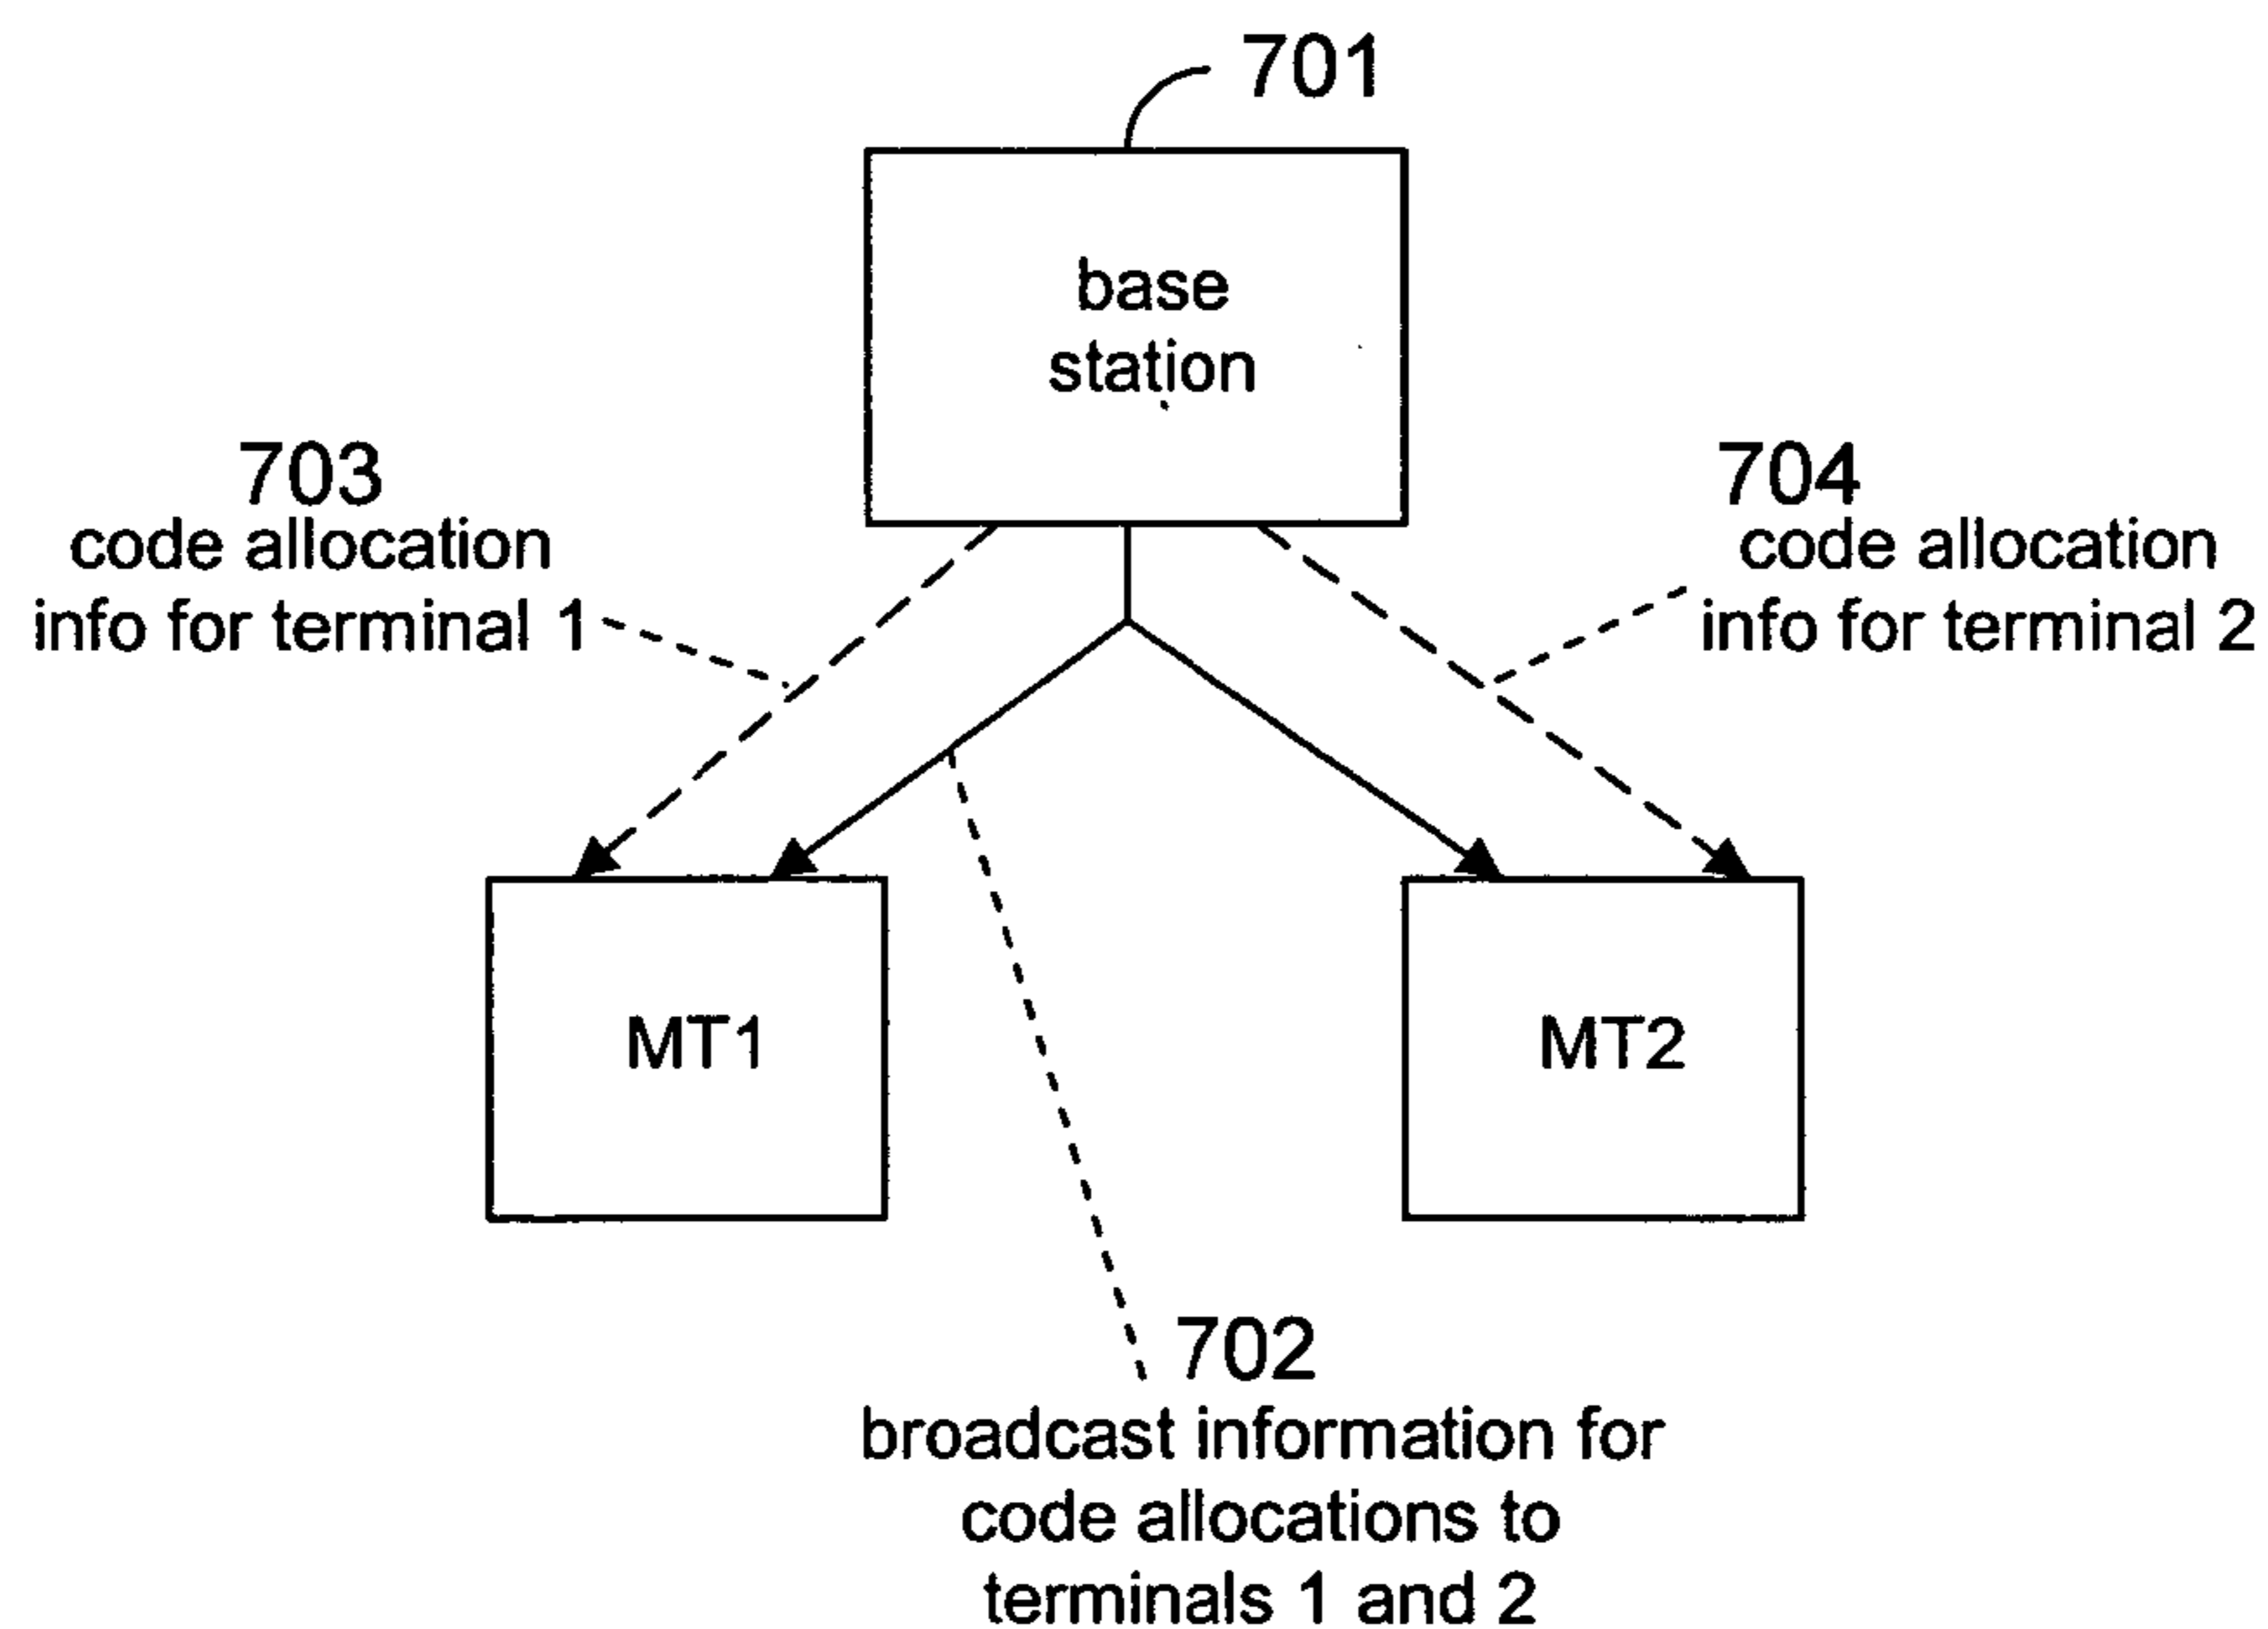 701
base
station
703
code allocation
info for terminal 1
704
code allocation
info for terminal 2
MT1
MT2
702
broadcast information for
code allocations to
terminals 1 and 2